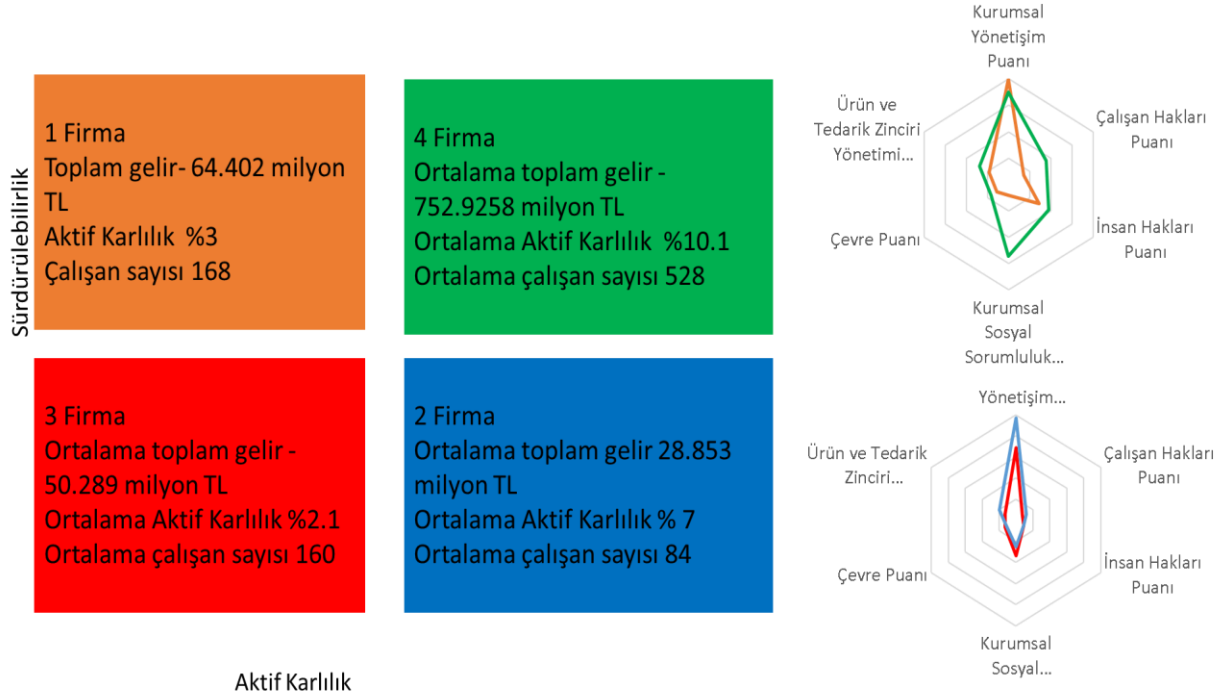 Sürdürülebilirlik
1 Firma
Toplam gelir- 64.402 milyon
TL
Aktif Karlılık %3
Çalışan sayısı 168
4 Firma
Ortalama toplam gelir -
752.9258 milyon TL
Ortalama Aktif Karlılık %10.1
Ortalama çalışan sayısı 528
3 Firma
Ortalama toplam gelir -
50.289 milyon TL
Ortalama Aktif Karlılık %2.1
Ortalama çalışan sayısı 160
2 Firma
Ortalama toplam gelir 28.853
milyon TL
Ortalama Aktif Karlılık % 7
Ortalama çalışan sayısı 84
Aktif Karlılık
Kurumsal
Yönetişim
Puanı
Çalışan Hakları
Puanı
İnsan Hakları
Puanı
Kurumsal
Sosyal
Sorumluluk...
Çevre Puanı
Ürün ve
Tedarik Zinciri
Yönetimi...
Yönetişim...
Çalışan Hakları
Puanı
İnsan Hakları
Puanı
Kurumsal
Sosyal...
Çevre Puanı
Ürün ve Tedarik
Zinciri...